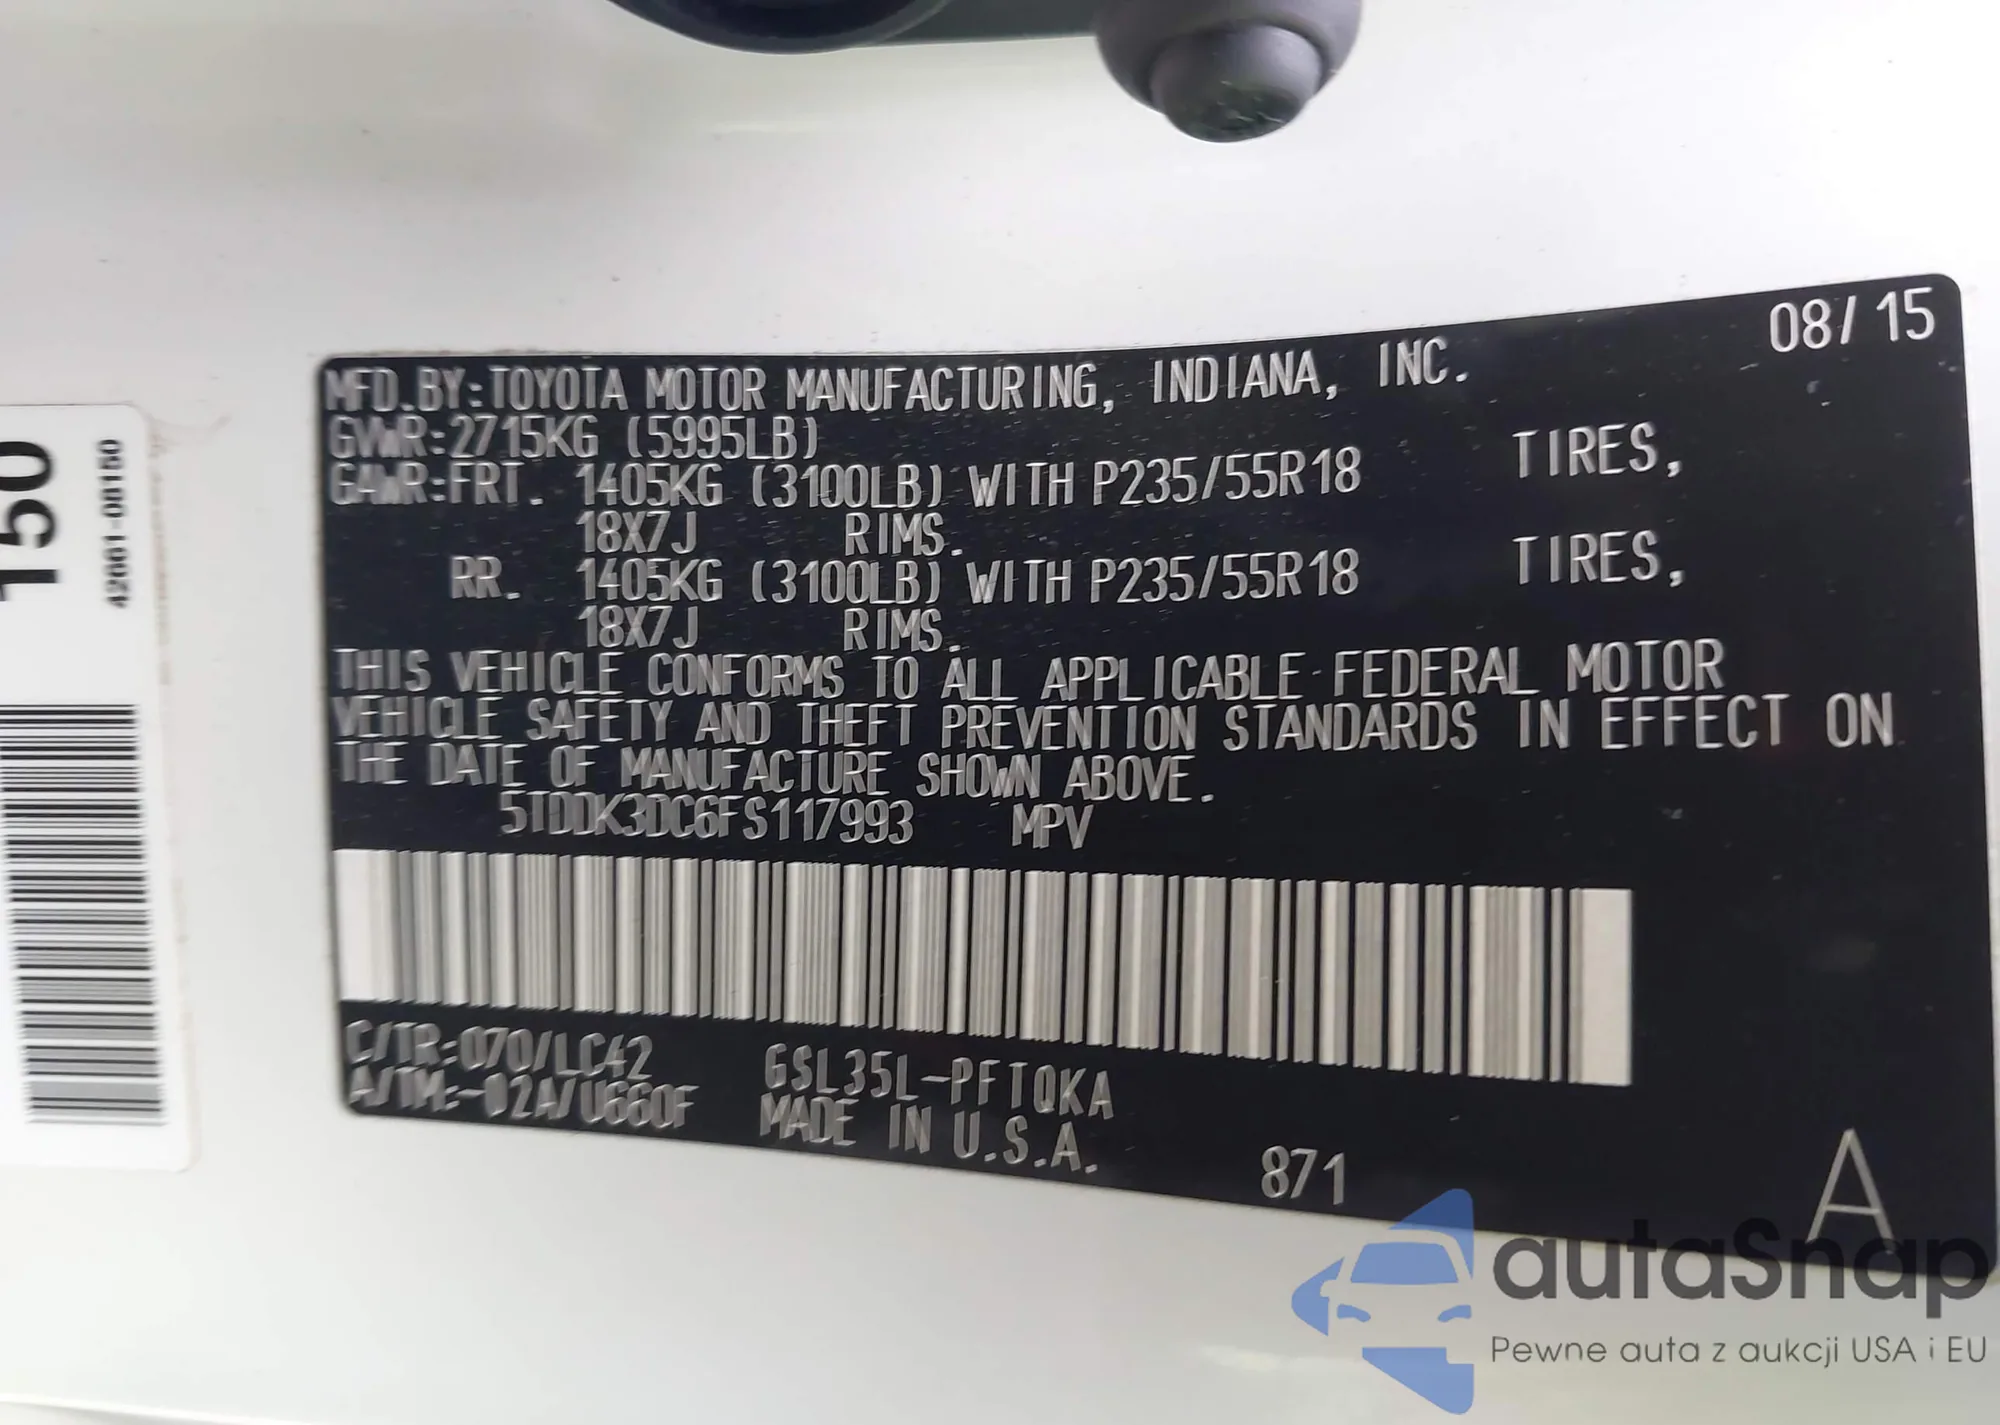 08/15
MFD.BY:TOYOTA MOTOR MANUFACTURING, INDIANA, INC.
GVWR:2715KG (5995LB)
GAWR:FRT. 1405KG (3100LB) WITH P235/55R18 TIRES,
18X7J RIMS.
RR. 1405KG (3100LB) WITH P235/55R18 TIRES,
18X7J RIMS.
THIS VEHICLE CONFORMS TO ALL APPLICABLE FEDERAL MOTOR
VEHICLE SAFETY AND THEFT PREVENTION STANDARDS IN EFFECT ON
THE DATE OF MANUFACTURE SHOWN ABOVE.
5TDDK3DC6FS117993 MPV
C/TR:070/LC42 GSL35L-PFTQKA
A/TM:-02A/U660F MADE IN U.S.A.
871
A
150
42661-08150
autaSnap
Pewne auta z aukcji USA i EU